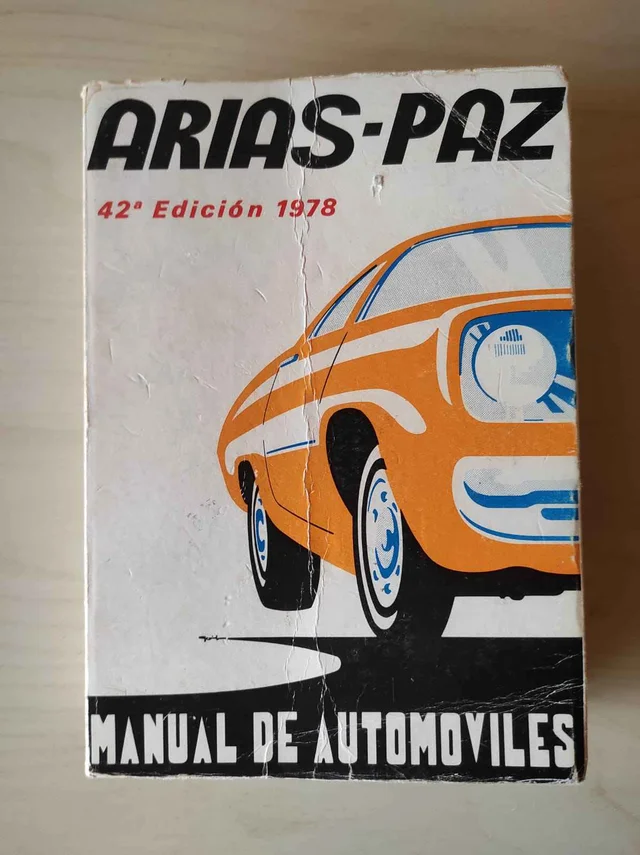 ARIAS-PAZ
42ª Edición 1978
MANUAL DE AUTOMOVILES